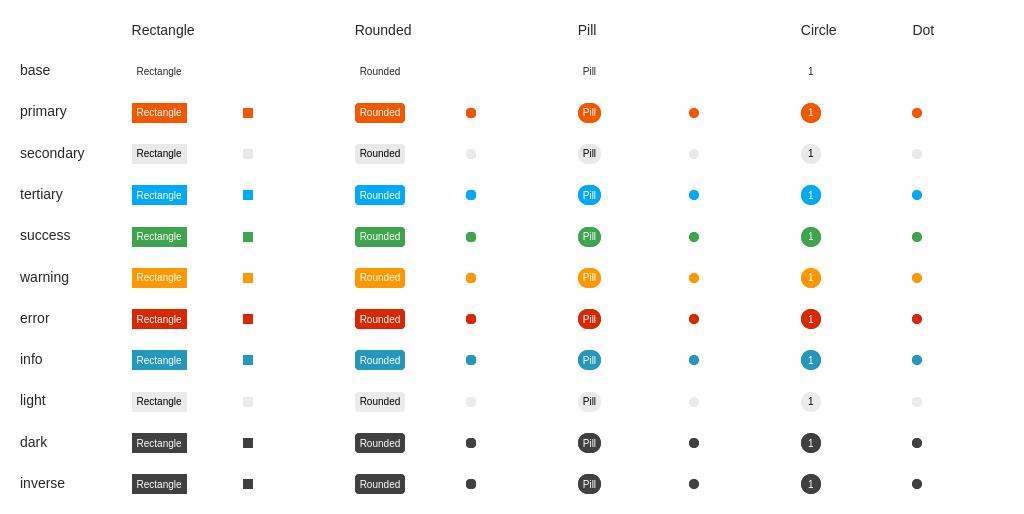 Rectangle Rounded Pill Circle Dot
base Rectangle Rounded Pill 1
primary Rectangle Rounded Pill 1
secondary Rectangle Rounded Pill 1
tertiary Rectangle Rounded Pill 1
success Rectangle Rounded Pill 1
warning Rectangle Rounded Pill 1
error Rectangle Rounded Pill 1
info Rectangle Rounded Pill 1
light Rectangle Rounded Pill 1
dark Rectangle Rounded Pill 1
inverse Rectangle Rounded Pill 1